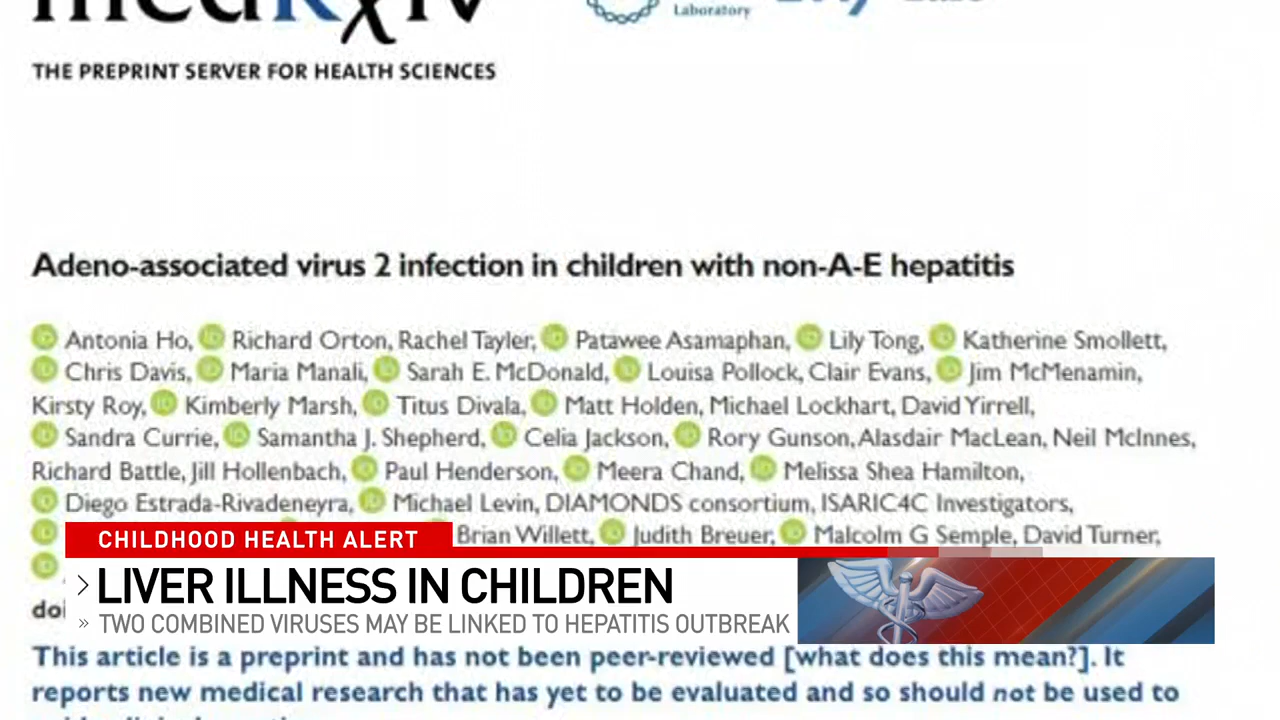 medRxiv
Laboratory
THE PREPRINT SERVER FOR HEALTH SCIENCES
Adeno-associated virus 2 infection in children with non-A-E hepatitis
Antonia Ho, Richard Orton, Rachel Tayler, Patawee Asamaphan, Lily Tong, Katherine Smollett,
Chris Davis, Maria Manali, Sarah E. McDonald, Louisa Pollock, Clair Evans, Jim McMenamin,
Kirsty Roy, Kimberly Marsh, Titus Divala, Matt Holden, Michael Lockhart, David Yirrell,
Sandra Currie, Samantha J. Shepherd, Celia Jackson, Rory Gunson, Alasdair MacLean, Neil McInnes,
Richard Battle, Jill Hollenbach, Paul Henderson, Meera Chand, Melissa Shea Hamilton,
Diego Estrada-Rivadeneyra, Michael Levin, DIAMONDS consortium, ISARIC4C Investigators,
Brian Willett, Judith Breuer, Malcolm G Semple, David Turner,
CHILDHOOD HEALTH ALERT
LIVER ILLNESS IN CHILDREN
doi
» TWO COMBINED VIRUSES MAY BE LINKED TO HEPATITIS OUTBREAK
This article is a preprint and has not been peer-reviewed [what does this mean?]. It
reports new medical research that has yet to be evaluated and so should not be used to